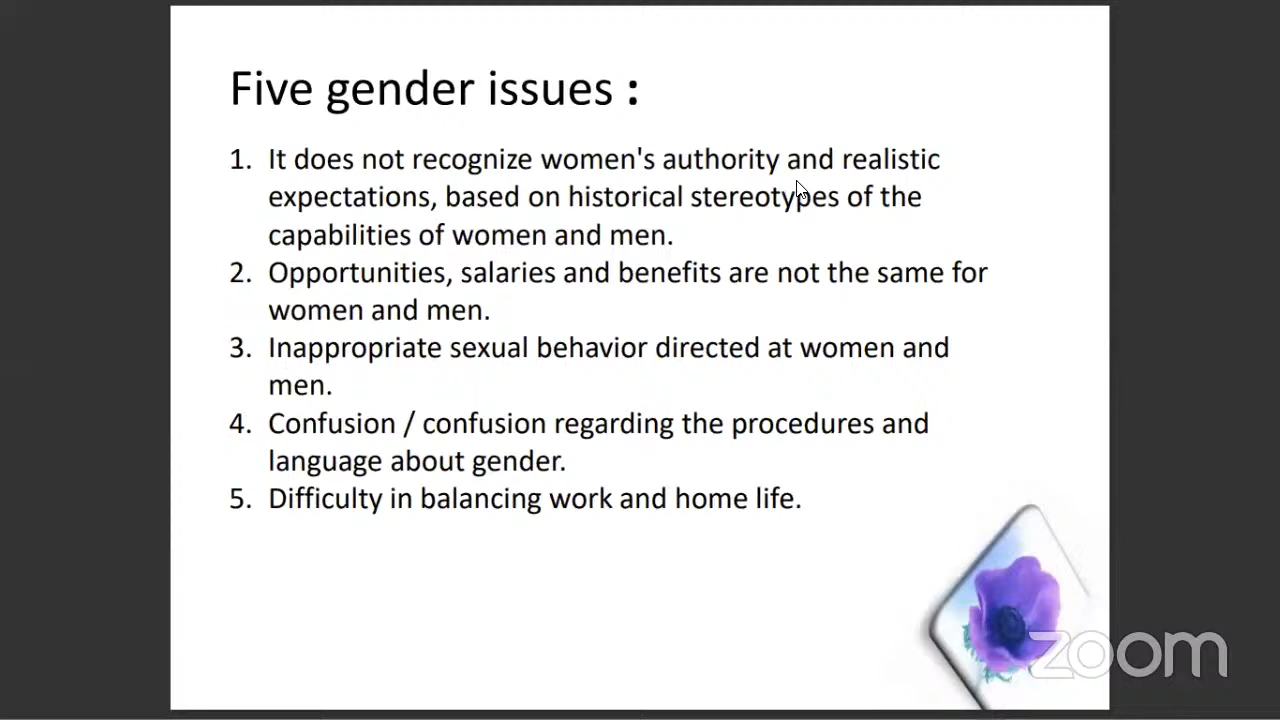 Five gender issues :
1. It does not recognize women's authority and realistic
expectations, based on historical stereotypes of the
capabilities of women and men.
2. Opportunities, salaries and benefits are not the same for
women and men.
3. Inappropriate sexual behavior directed at women and
men.
4. Confusion / confusion regarding the procedures and
language about gender.
5. Difficulty in balancing work and home life.
zoom